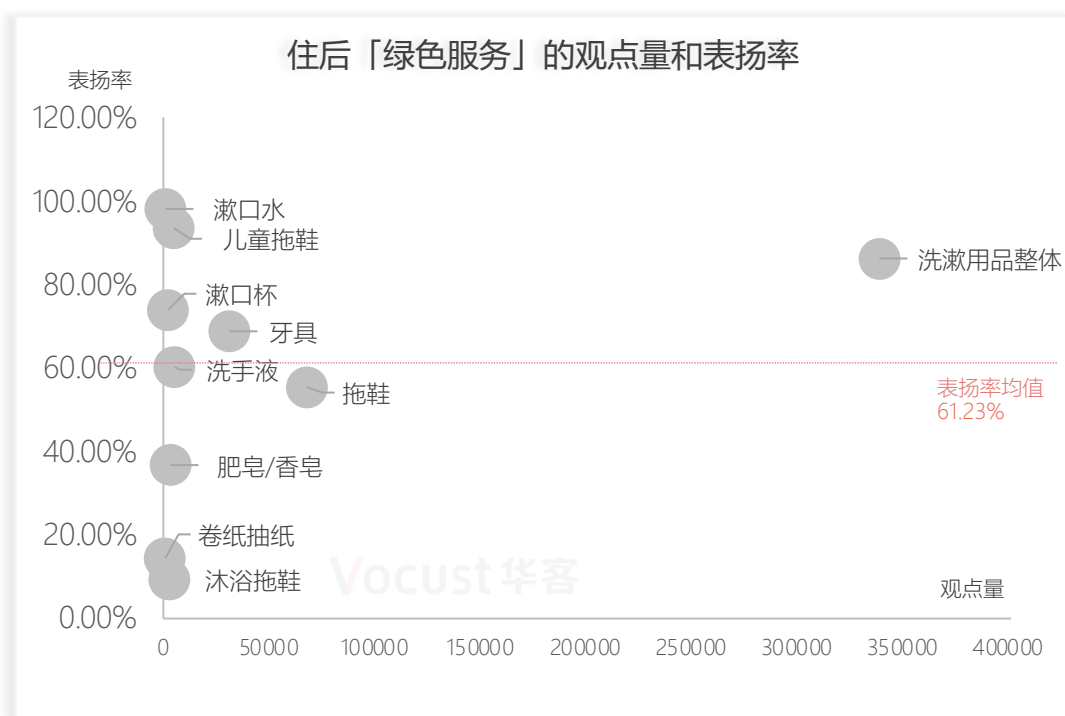 住后「绿色服务」的观点量和表扬率
表扬率
120.00%
100.00%
80.00%
60.00%
40.00%
20.00%
0.00%
漱口水
儿童拖鞋
洗漱用品整体
漱口杯
牙具
洗手液
拖鞋
表扬率均值
61.23%
肥皂/香皂
卷纸抽纸
沐浴拖鞋
Vocust 华客
观点量
0
50000
100000
150000
200000
250000
300000
350000
400000